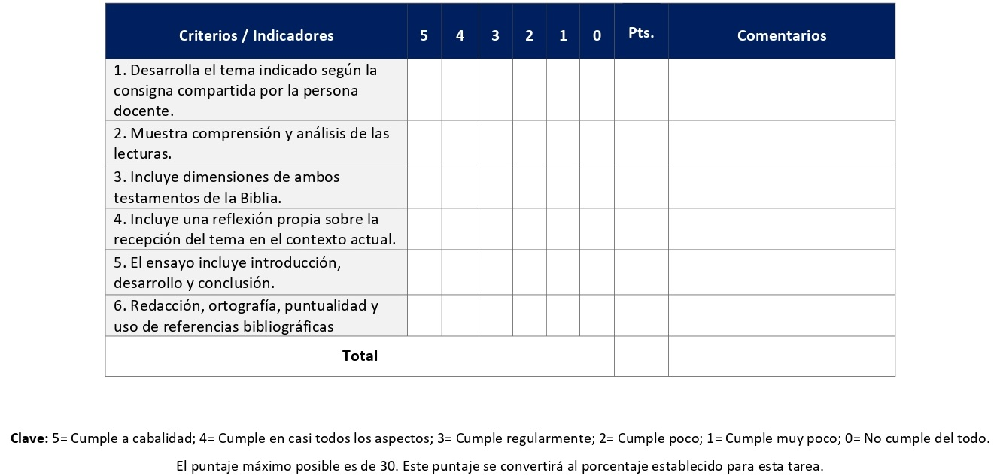 Criterios / Indicadores 5 4 3 2 1 0 Pts. Comentarios
1. Desarrolla el tema indicado según la
consigna compartida por la persona
docente.
2. Muestra comprensión y análisis de las
lecturas.
3. Incluye dimensiones de ambos
testamentos de la Biblia.
4. Incluye una reflexión propia sobre la
recepción del tema en el contexto actual.
5. El ensayo incluye introducción,
desarrollo y conclusión.
6. Redacción, ortografía, puntualidad y
uso de referencias bibliográficas
Total
Clave: 5= Cumple a cabalidad; 4= Cumple en casi todos los aspectos; 3= Cumple regularmente; 2= Cumple poco; 1= Cumple muy poco; 0= No cumple del todo.
El puntaje máximo posible es de 30. Este puntaje se convertirá al porcentaje establecido para esta tarea.